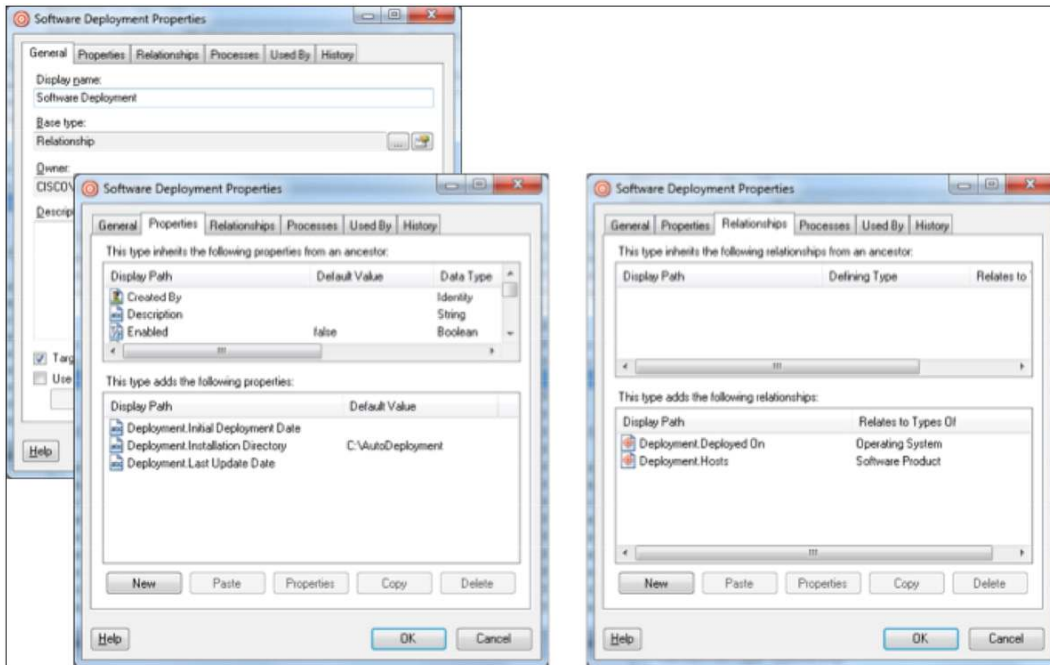 Software Deployment Properties
General Properties Relationships Processes Used By History
Display name:
Software Deployment
Base type:
Relationship
...
Owner:
CISCO\
Descrip
Targ
Use
Help
Software Deployment Properties
General Properties Relationships Processes Used By History
This type inherits the following properties from an ancestor:
Display Path Default Value Data Type
Created By Identity
Description String
Enabled false Boolean
This type adds the following properties:
Display Path Default Value
Deployment.Initial Deployment Date
Deployment.Installation Directory C:\AutoDeployment
Deployment.Last Update Date
New Paste Properties Copy Delete
Help OK Cancel
Software Deployment Properties
General Properties Relationships Processes Used By History
This type inherits the following relationships from an ancestor:
Display Path Defining Type Relates to
This type adds the following relationships:
Display Path Relates to Types Of
Deployment.Deployed On Operating System
Deployment.Hosts Software Product
New Paste Properties Copy Delete
Help OK Cancel